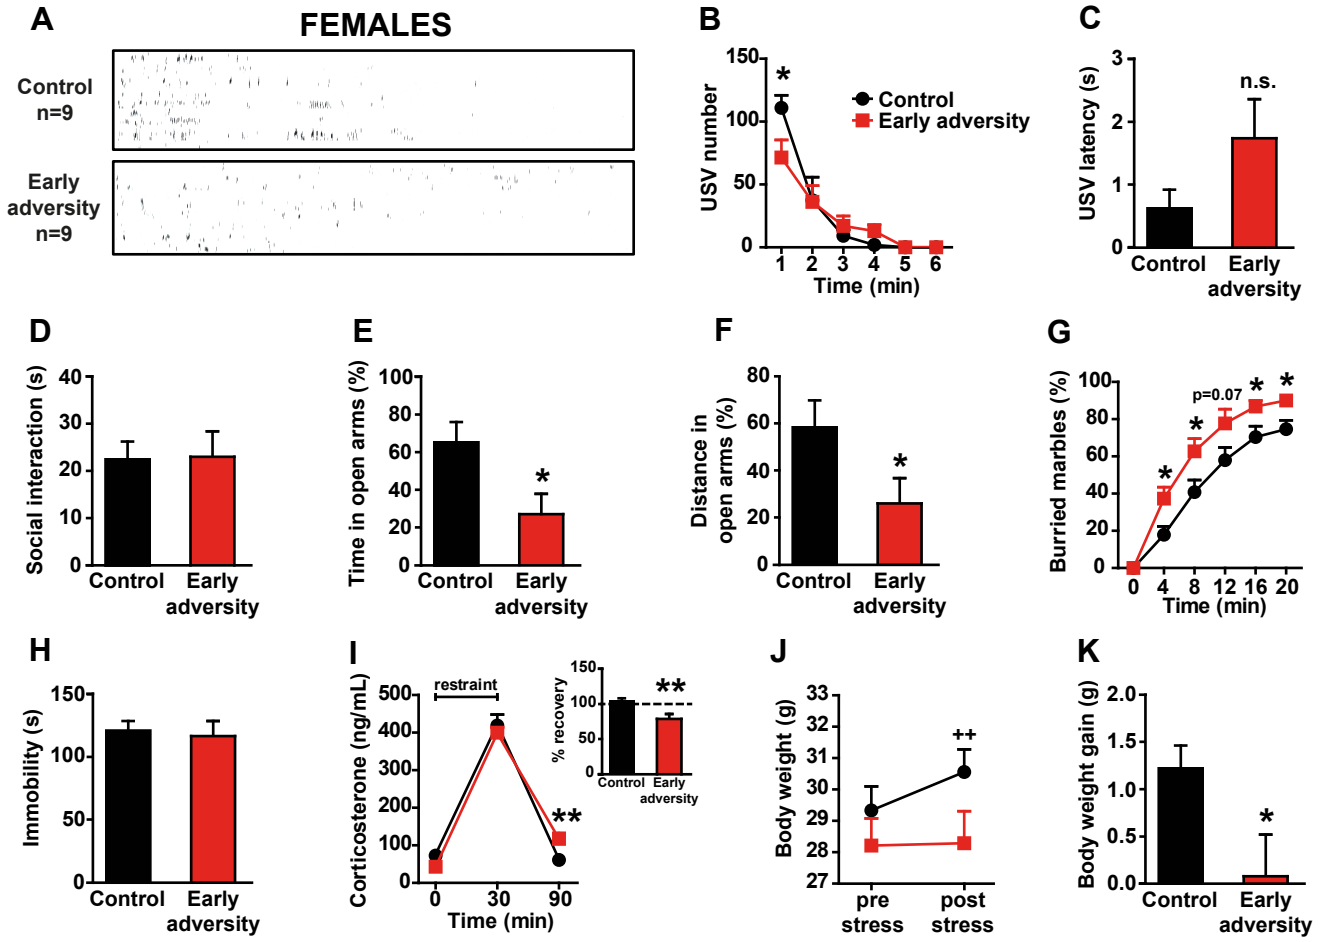 A
FEMALES
Control
n=9
Early
adversity
n=9
B
150
100
50
0
USV number
*
Control
Early adversity
1 2 3 4 5 6
Time (min)
C
3
2
1
0
USV latency (s)
n.s.
Control
Early
adversity
D
40
30
20
10
0
Social interaction (s)
Control
Early
adversity
E
100
80
60
40
20
0
Time in open arms (%)
*
Control
Early
adversity
F
80
60
40
20
0
Distance in
open arms (%)
*
Control
Early
adversity
G
100
80
60
40
20
0
Burried marbles (%)
*
*
p=0.07
*
*
0 4 8 12 16 20
Time (min)
H
150
100
50
0
Immobility (s)
Control
Early
adversity
I
500
400
300
200
100
0
Corticosterone (ng/mL)
restraint
**
0 30 90
Time (min)
150
100
50
0
% recovery
**
Control
Early
adversity
J
33
32
31
30
29
28
27
Body weight (g)
++
pre
stress
post
stress
K
2.0
1.5
1.0
0.5
0.0
Body weight gain (g)
*
Control
Early
adversity